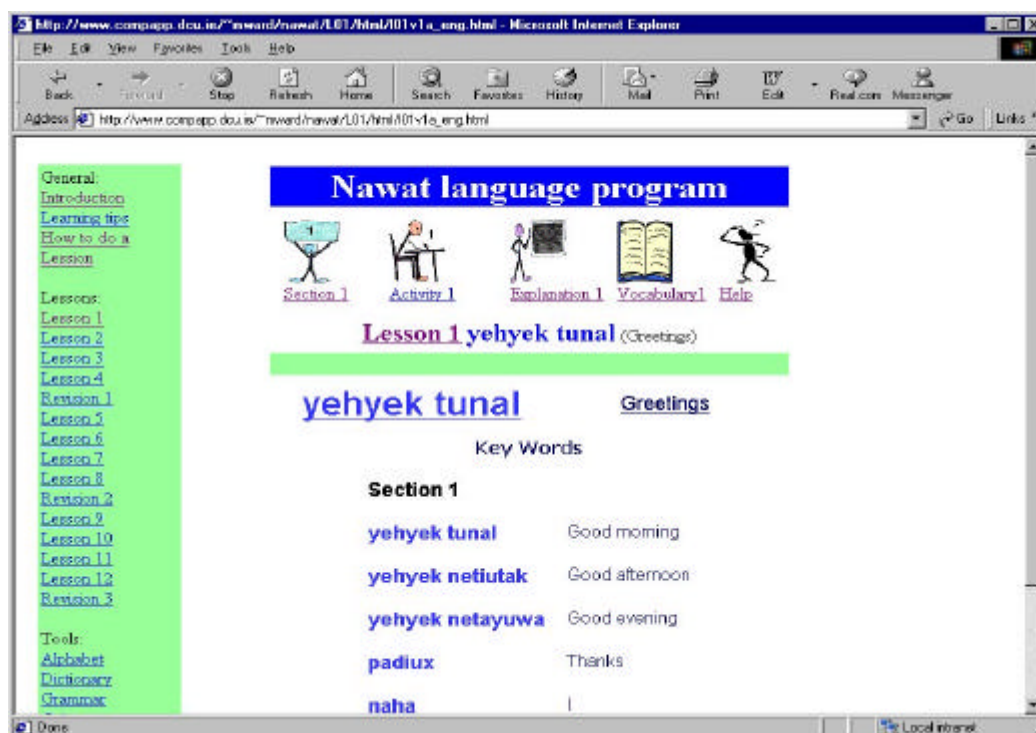 http://www.compapp.dcu.ie/~mward/nawat/L01/html/l01v1a_eng.html - Microsoft Internet Explorer
File Edit View Favorites Tools Help
Back Forward Stop Refresh Home Search Favorites History Mail Print Edit Real.com Messenger
Address http://www.compapp.dcu.ie/~mward/nawat/L01/html/l01v1a_eng.html Go Links
General:
Introduction
Learning tips
How to do a
Lession
Lessons:
Lesson 1
Lesson 2
Lesson 3
Lesson 4
Revision 1
Lesson 5
Lesson 6
Lesson 7
Lesson 8
Revision 2
Lesson 9
Lesson 10
Lesson 11
Lesson 12
Revision 3
Tools:
Alphabet
Dictionary
Grammar
Nawat language program
1 1
Section 1 Activity 1 Explanation 1 Vocabulary1 Help
Lesson 1 yehyek tunal (Greetings)
yehyek tunal Greetings
Key Words
Section 1
yehyek tunal Good morning
yehyek netiutak Good afternoon
yehyek netayuwa Good evening
padiux Thanks
naha I
Done Local intranet